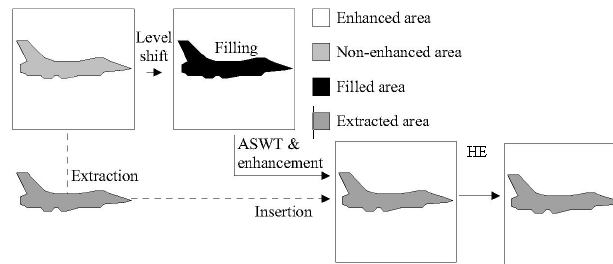 Level
shift
Filling
Enhanced area
Non-enhanced area
Filled area
Extracted area
ASWT &
enhancement
HE
Extraction
Insertion